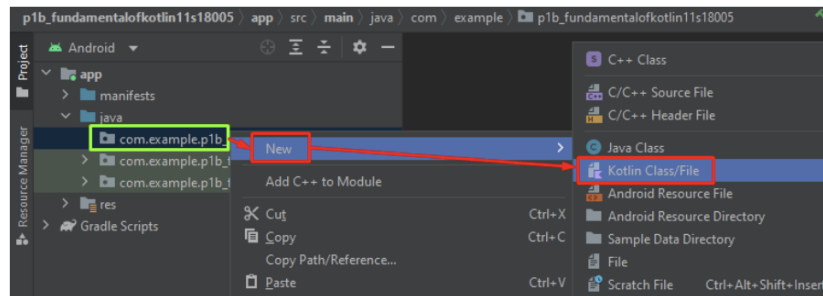 p1b_fundamentalofkotlin11s18005 〉 app 〉 src 〉 main 〉 java 〉 com 〉 example 〉 p1b_fundamentalofkotlin11s18005
Project
Resource Manager
Android
app
manifests
java
com.example.p1b_
com.example.p1b_f
com.example.p1b_f
res
Gradle Scripts
New
Add C++ to Module
Cut Ctrl+X
Copy Ctrl+C
Copy Path/Reference...
Paste Ctrl+V
C++ Class
C/C++ Source File
C/C++ Header File
Java Class
Kotlin Class/File
Android Resource File
Android Resource Directory
Sample Data Directory
File
Scratch File Ctrl+Alt+Shift+Insert